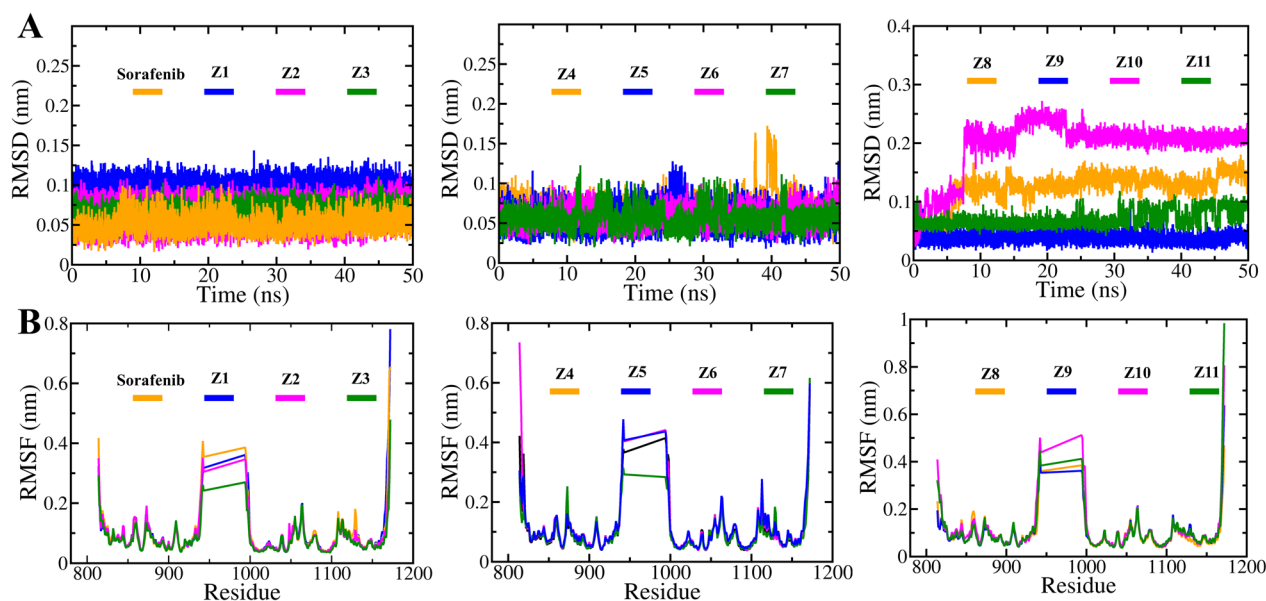 A
RMSD (nm)
0.25
0.2
0.15
0.1
0.05
0
Sorafenib Z1 Z2 Z3
0 10 20 30 40 50
Time (ns)
RMSD (nm)
0.25
0.2
0.15
0.1
0.05
0
Z4 Z5 Z6 Z7
0 10 20 30 40 50
Time (ns)
RMSD (nm)
0.4
0.3
0.2
0.1
0
Z8 Z9 Z10 Z11
0 10 20 30 40 50
Time (ns)
B
RMSF (nm)
0.8
0.6
0.4
0.2
0
Sorafenib Z1 Z2 Z3
800 900 1000 1100 1200
Residue
RMSF (nm)
0.8
0.6
0.4
0.2
0
Z4 Z5 Z6 Z7
800 900 1000 1100 1200
Residue
RMSF (nm)
1
0.8
0.6
0.4
0.2
0
Z8 Z9 Z10 Z11
800 900 1000 1100 1200
Residue